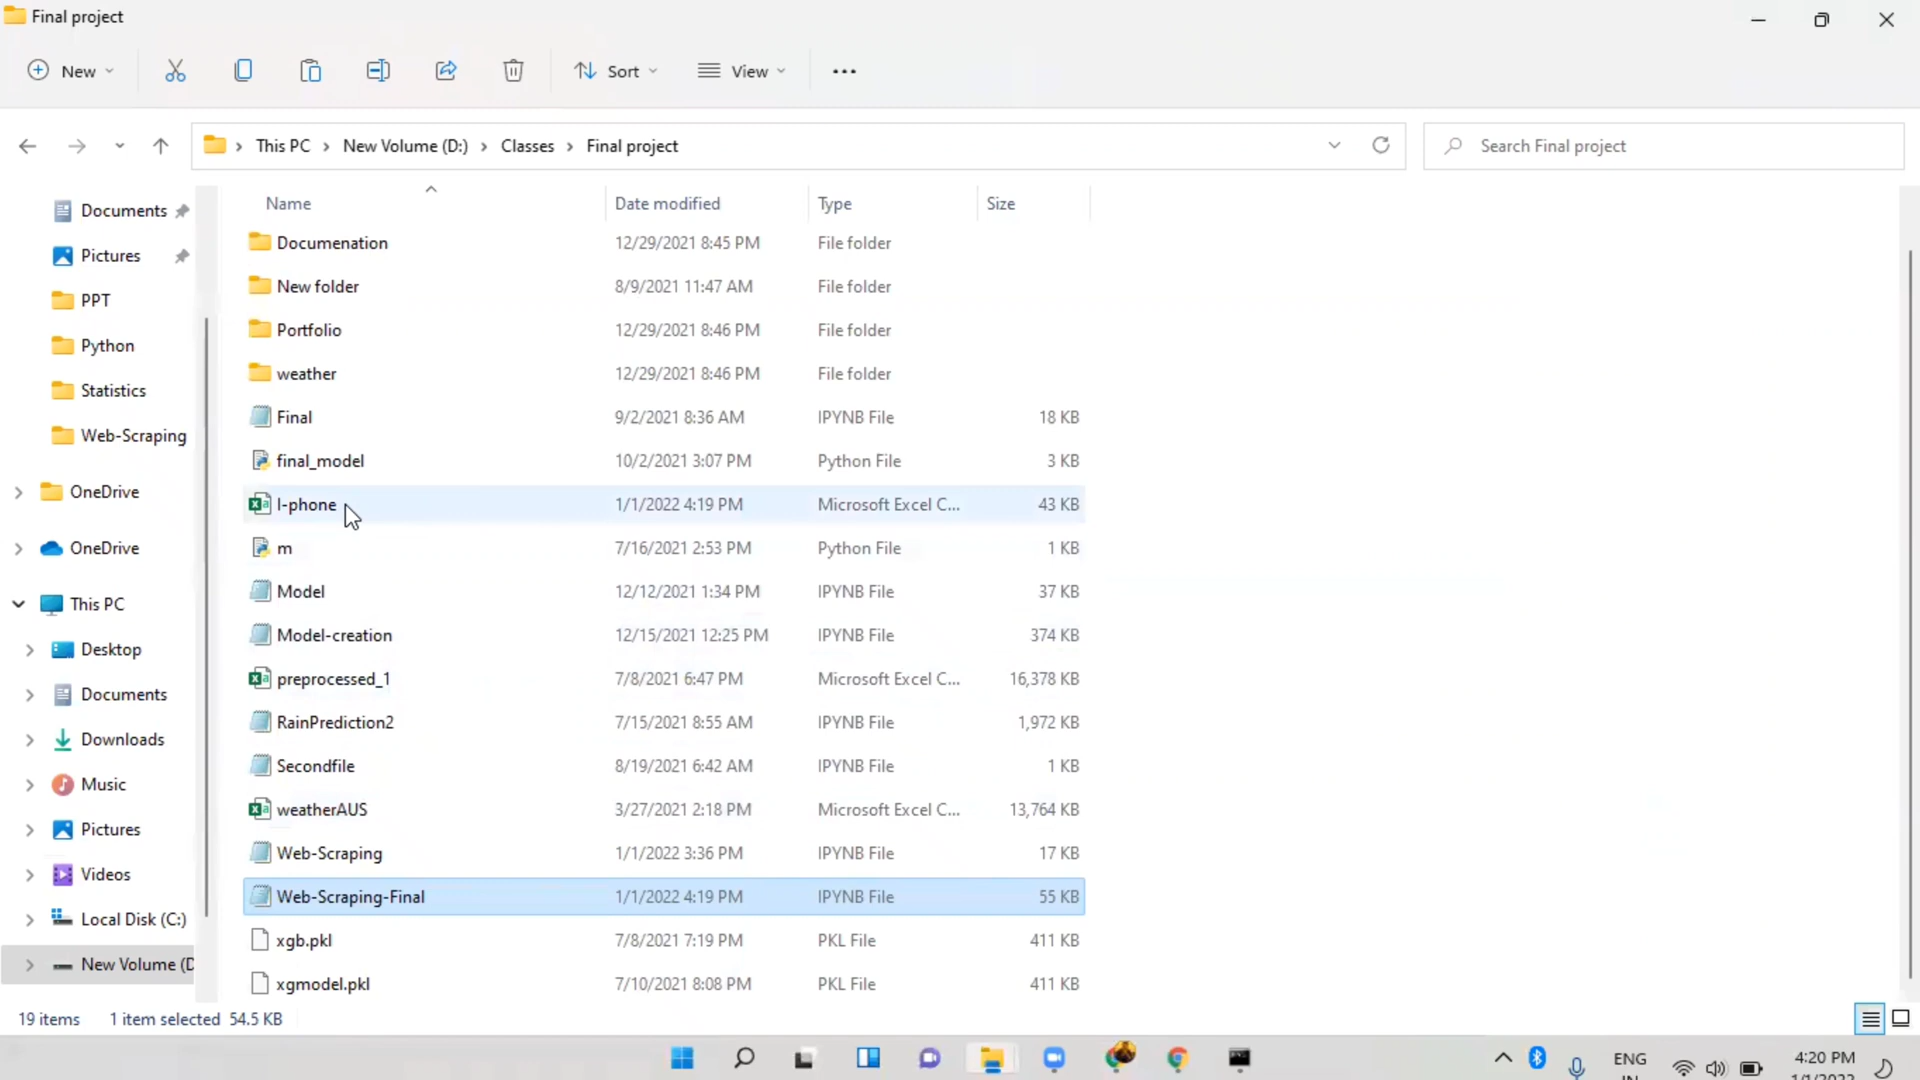 Final project
New Sort View
This PC New Volume (D:) Classes Final project Search Final project
Name Date modified Type Size
Documents
Pictures
PPT
Python
Statistics
Web-Scraping
OneDrive
OneDrive
This PC
Desktop
Documents
Downloads
Music
Pictures
Videos
Local Disk (C:)
New Volume (D
Documenation 12/29/2021 8:45 PM File folder
New folder 8/9/2021 11:47 AM File folder
Portfolio 12/29/2021 8:46 PM File folder
weather 12/29/2021 8:46 PM File folder
Final 9/2/2021 8:36 AM IPYNB File 18 KB
final_model 10/2/2021 3:07 PM Python File 3 KB
I-phone 1/1/2022 4:19 PM Microsoft Excel C... 43 KB
m 7/16/2021 2:53 PM Python File 1 KB
Model 12/12/2021 1:34 PM IPYNB File 37 KB
Model-creation 12/15/2021 12:25 PM IPYNB File 374 KB
preprocessed_1 7/8/2021 6:47 PM Microsoft Excel C... 16,378 KB
RainPrediction2 7/15/2021 8:55 AM IPYNB File 1,972 KB
Secondfile 8/19/2021 6:42 AM IPYNB File 1 KB
weatherAUS 3/27/2021 2:18 PM Microsoft Excel C... 13,764 KB
Web-Scraping 1/1/2022 3:36 PM IPYNB File 17 KB
Web-Scraping-Final 1/1/2022 4:19 PM IPYNB File 55 KB
xgb.pkl 7/8/2021 7:19 PM PKL File 411 KB
xgmodel.pkl 7/10/2021 8:08 PM PKL File 411 KB
19 items 1 item selected 54.5 KB
ENG 4:20 PM
IN 1/1/2022